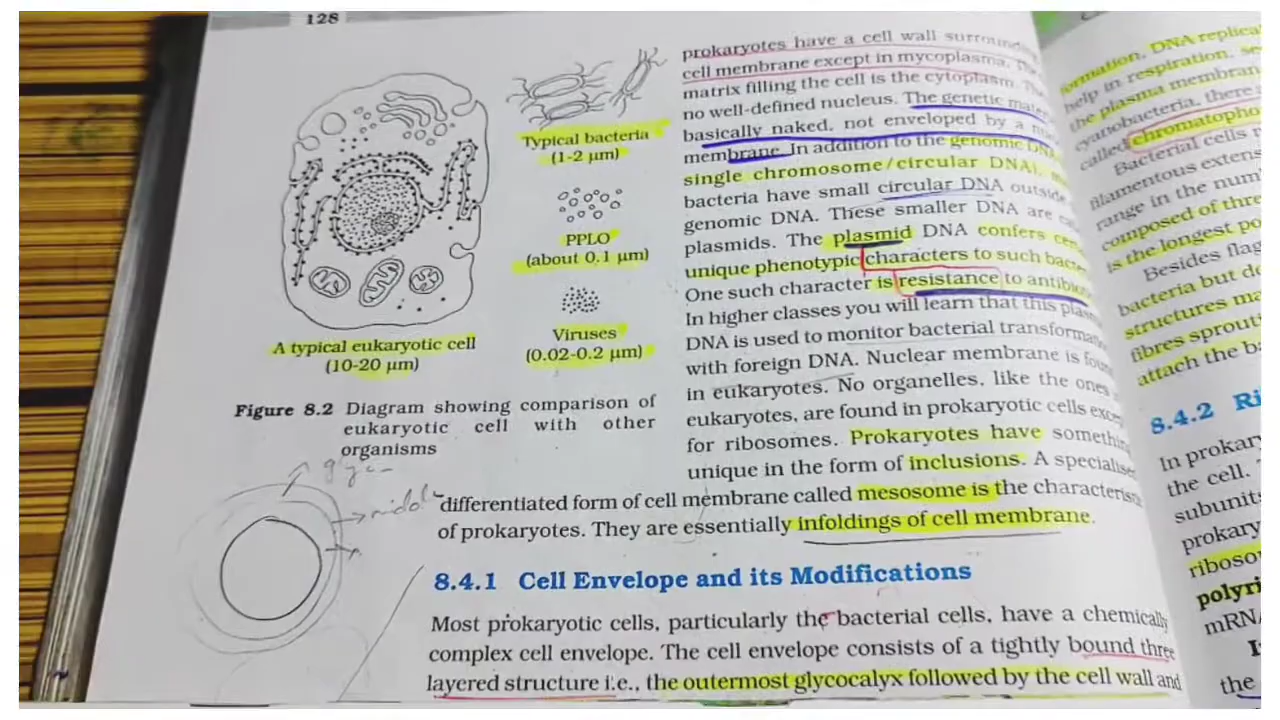 128
Typical bacteria
(1-2 μm)
PPLO
(about 0.1 μm)
Viruses
(0.02-0.2 μm)
A typical eukaryotic cell
(10-20 μm)
Figure 8.2 Diagram showing comparison of
eukaryotic cell with other
organisms
prokaryotes have a cell wall
cell membrane except in mycoplasma.
matrix filling the cell is the cytoplasm.
no well-defined nucleus. The genetic
basically naked, not enveloped by a
membrane. In addition to the genomic DNA
single chromosome/circular DNA),
bacteria have small circular DNA outside
genomic DNA. These smaller DNA are
plasmids. The plasmid DNA confers
unique phenotypic characters to such
One such character is resistance to
In higher classes you will learn that this
DNA is used to monitor bacterial
with foreign DNA. Nuclear membrane is
in eukaryotes. No organelles, like the ones
eukaryotes, are found in prokaryotic cells
for ribosomes. Prokaryotes have
unique in the form of inclusions. A
differentiated form of cell membrane called mesosome is the
of prokaryotes. They are essentially infoldings of cell membrane.
8.4.1 Cell Envelope and its Modifications
Most prokaryotic cells, particularly the bacterial cells, have a chemically
complex cell envelope. The cell envelope consists of a tightly bound three
layered structure i.e., the outermost glycocalyx followed by the cell wall and
formation, DNA
help in respiration,
the plasma
cyanobacteria, there
called
Bacterial cells
filamentous
range in the
composed of three
is the longest
Besides
bacteria but
structures
fibres
attach the
8.4.2
In
the cell.
subunits
the